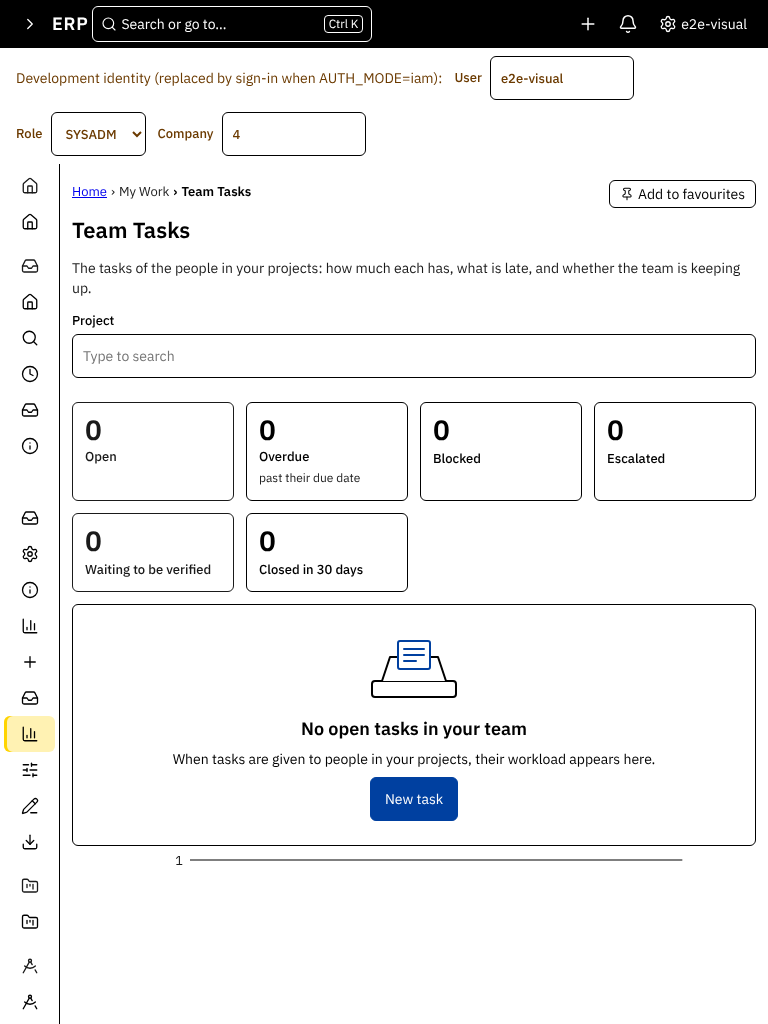 ERP
Search or go to...
Ctrl K
e2e-visual
Development identity (replaced by sign-in when AUTH_MODE=iam):
User
e2e-visual
Role
SYSADM
Company
4
Home › My Work › Team Tasks
Add to favourites
Team Tasks
The tasks of the people in your projects: how much each has, what is late, and whether the team is keeping
up.
Project
Type to search
0
Open
0
Overdue
past their due date
0
Blocked
0
Escalated
0
Waiting to be verified
0
Closed in 30 days
No open tasks in your team
When tasks are given to people in your projects, their workload appears here.
New task
1